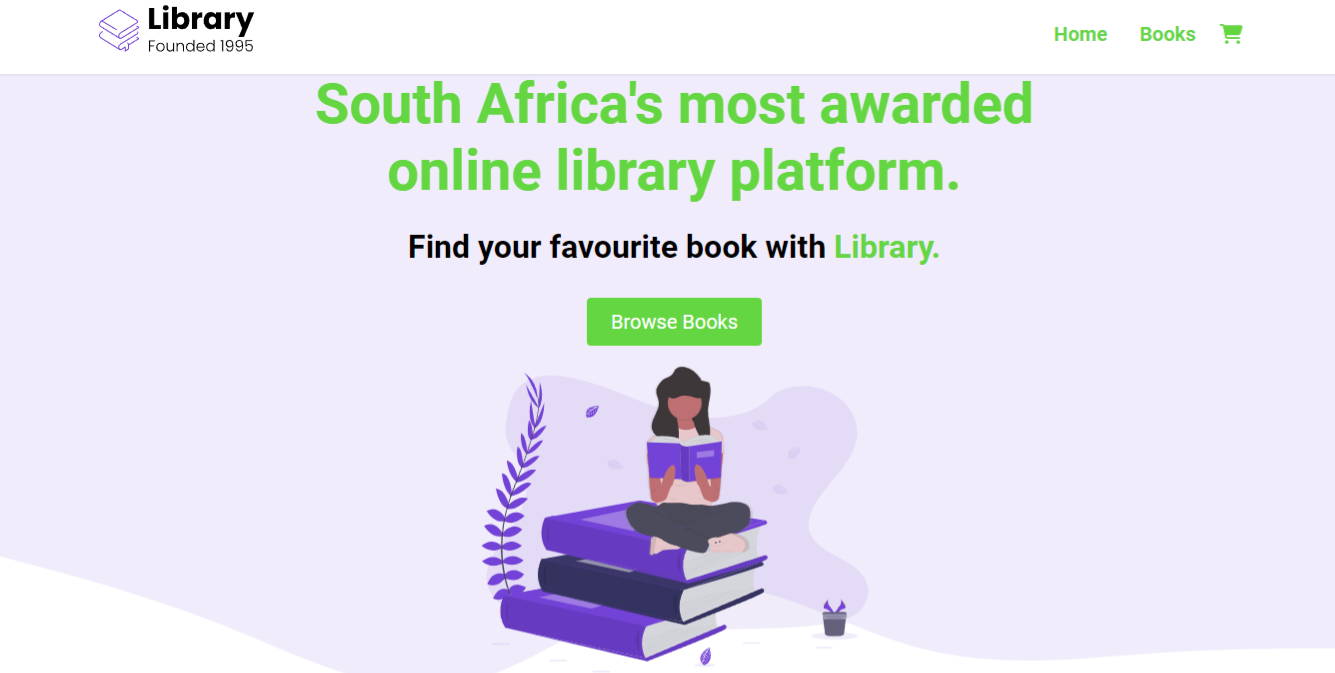 Library
Founded 1995
Home
Books
South Africa's most awarded
online library platform.
Find your favourite book with Library.
Browse Books